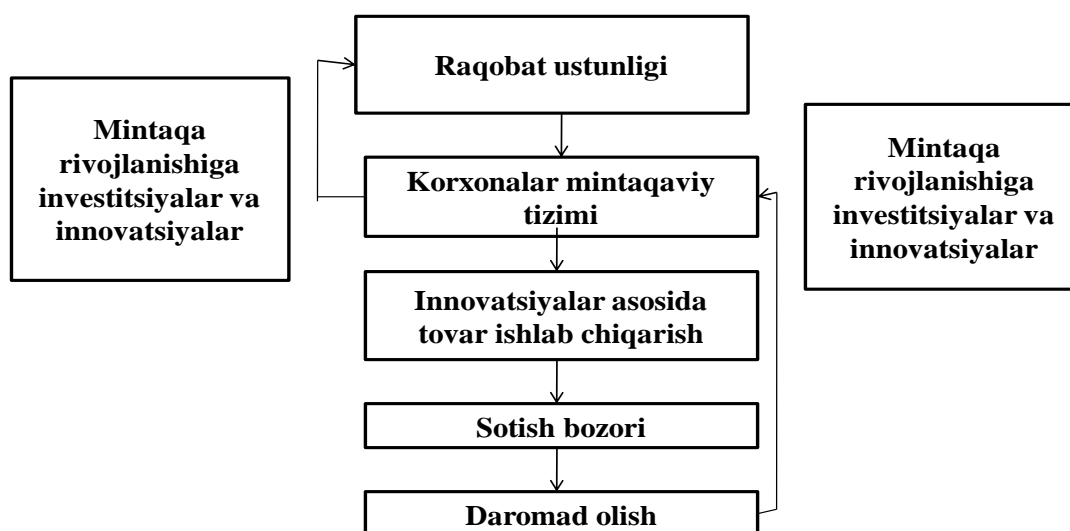 Raqobat ustunligi
Mintaqa
rivojlanishiga
investitsiyalar va
innovatsiyalar
Korxonalar mintaqaviy
tizimi
Mintaqa
rivojlanishiga
investitsiyalar va
innovatsiyalar
Innovatsiyalar asosida
tovar ishlab chiqarish
Sotish bozori
Daromad olish